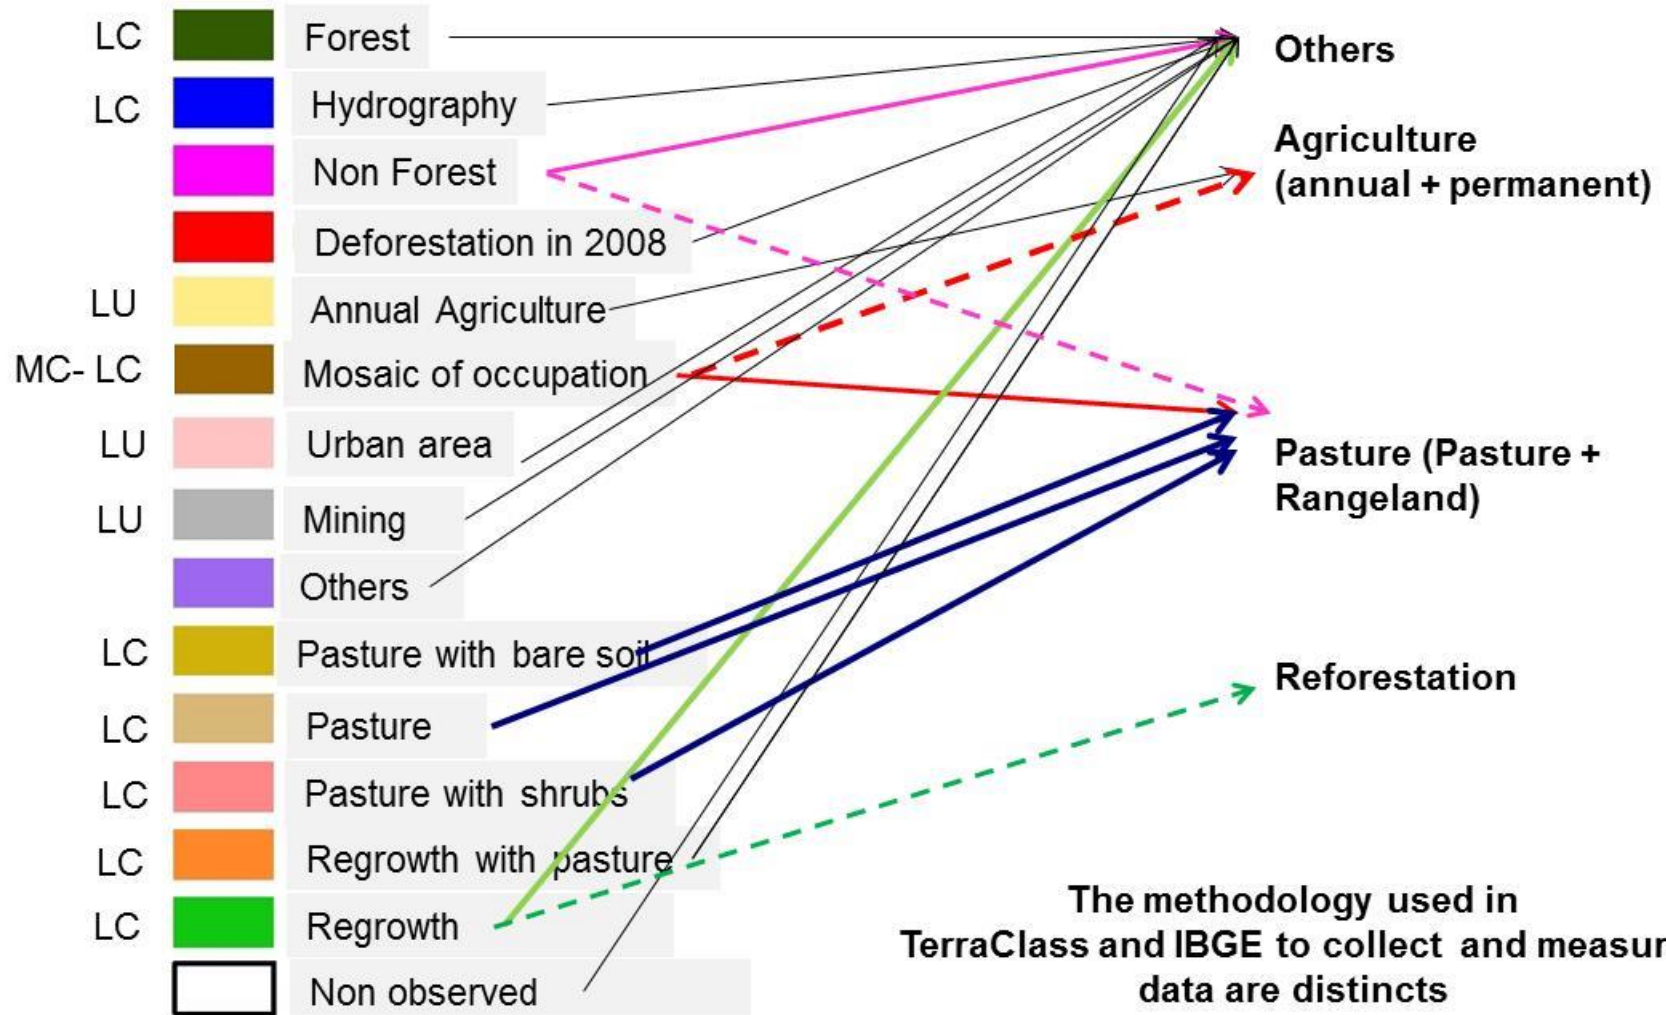 LC Forest
LC Hydrography
Non Forest
Deforestation in 2008
LU Annual Agriculture
MC- LC Mosaic of occupation
LU Urban area
LU Mining
Others
LC Pasture with bare soil
LC Pasture
LC Pasture with shrubs
LC Regrowth with pasture
LC Regrowth
Non observed
Others
Agriculture
(annual + permanent)
Pasture (Pasture +
Rangeland)
Reforestation
The methodology used in
TerraClass and IBGE to collect and measur
data are distincts